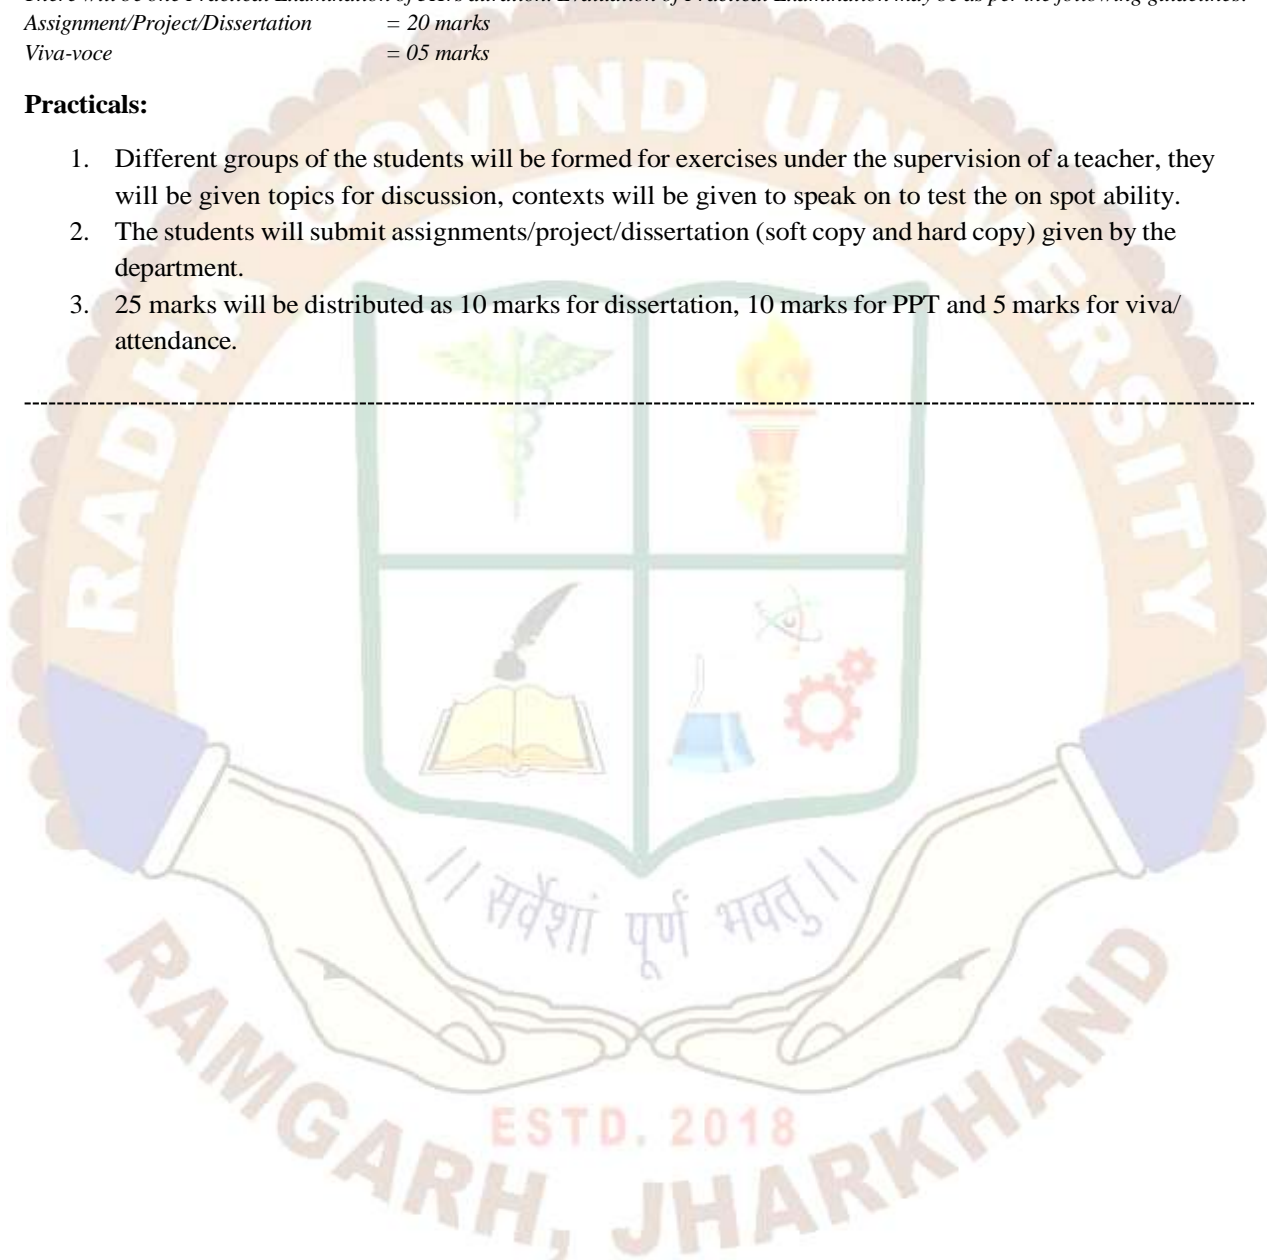 Assignment/Project/Dissertation = 20 marks
Viva-voce = 05 marks
Practicals:
1. Different groups of the students will be formed for exercises under the supervision of a teacher, they
will be given topics for discussion, contexts will be given to speak on to test the on spot ability.
2. The students will submit assignments/project/dissertation (soft copy and hard copy) given by the
department.
3. 25 marks will be distributed as 10 marks for dissertation, 10 marks for PPT and 5 marks for viva/
attendance.
--------------------------------------------------------------------------------
RADHA GOVIND UNIVERSITY
|| सर्वेशां पूर्ण भवतु ||
ESTD. 2018
RAMGARH, JHARKHAND